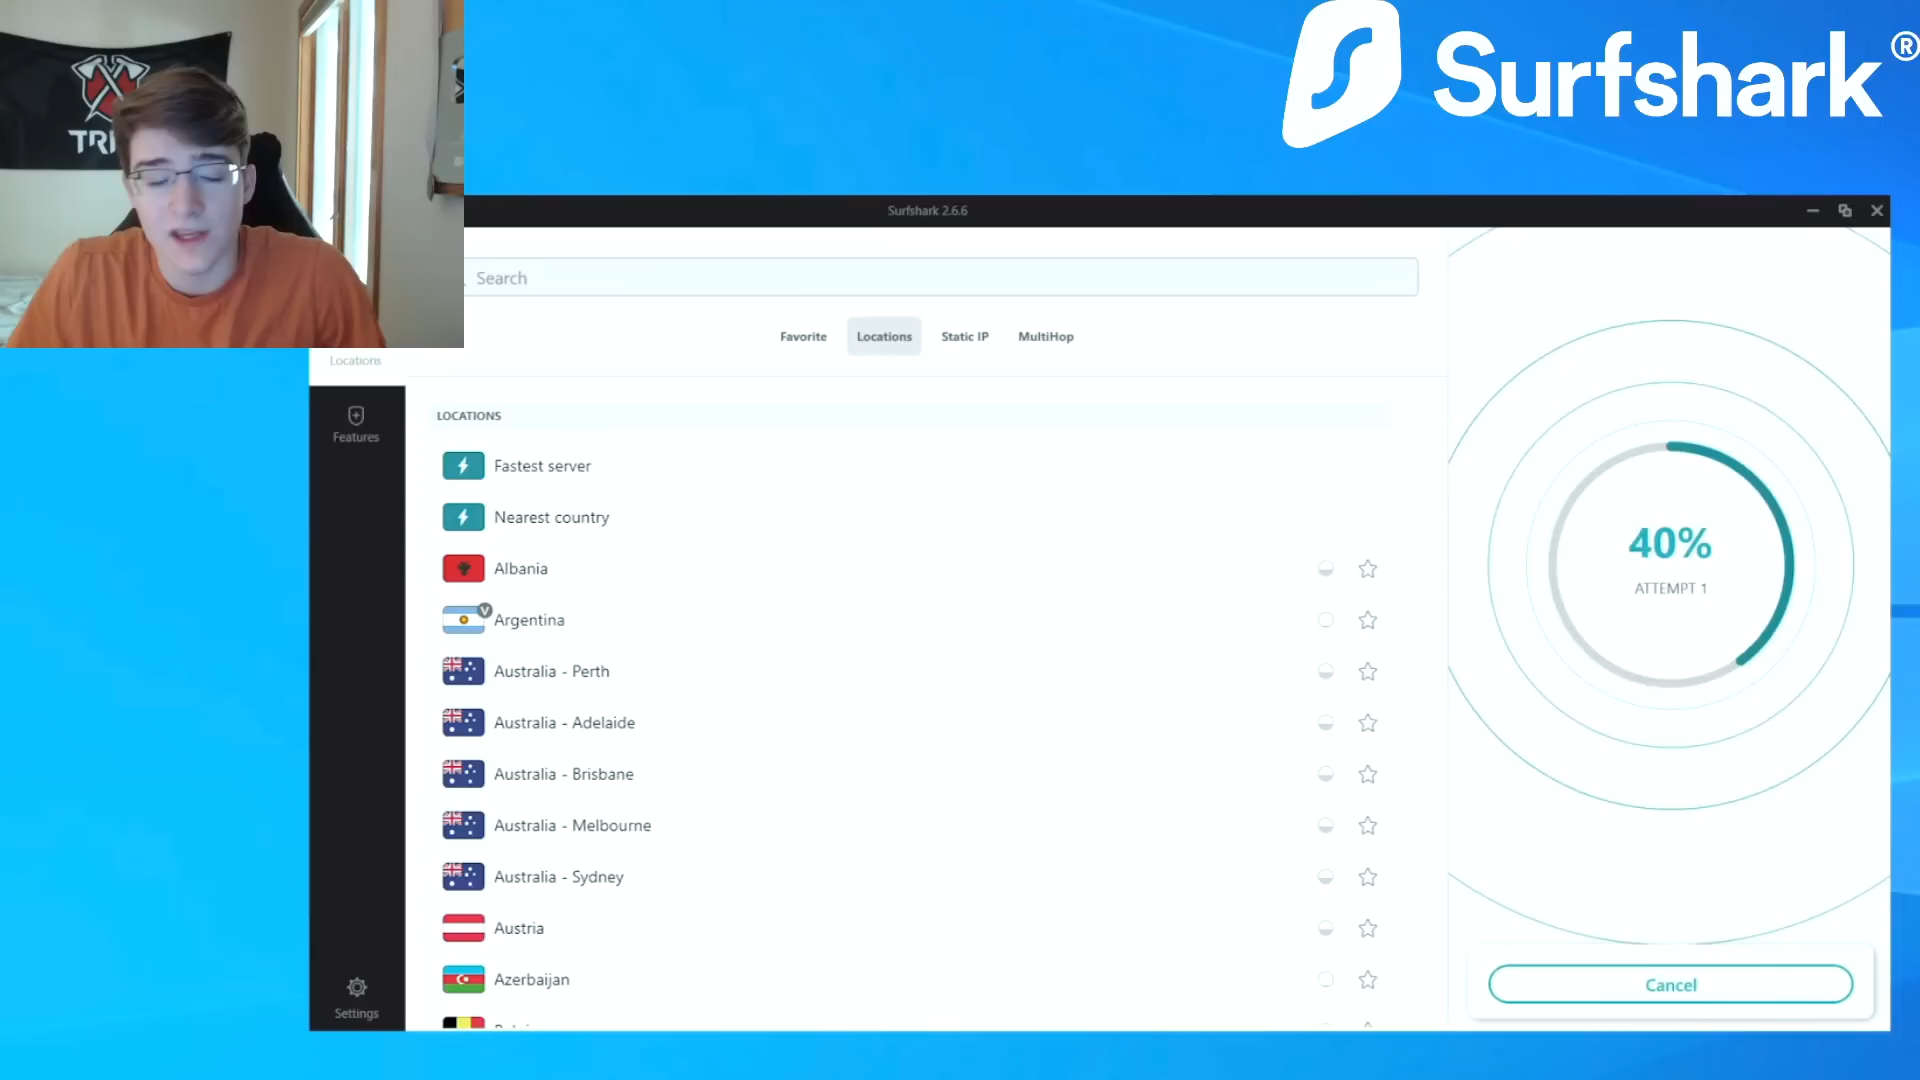 Surfshark®
TRI
Surfshark 2.6.6
Search
Favorite
Locations
Static IP
MultiHop
Locations
LOCATIONS
Features
Fastest server
Nearest country
Albania
V
Argentina
Australia - Perth
Australia - Adelaide
Australia - Brisbane
Australia - Melbourne
Australia - Sydney
Austria
Azerbaijan
40%
ATTEMPT 1
Cancel
Settings